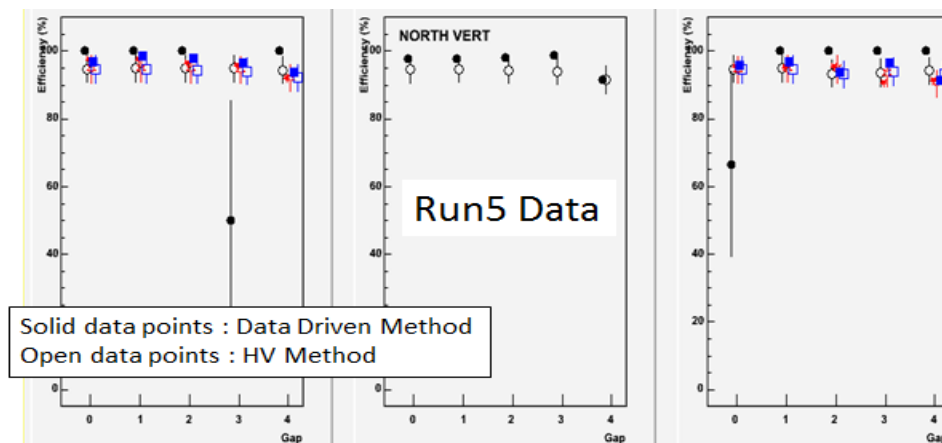 Efficiency (%)
100
80
60
40
0
0 1 2 3 4
Gap
Efficiency (%)
NORTH VERT
100
80
60
40
0
0 1 2 3 4
Gap
Efficiency (%)
100
80
60
40
20
0
0 1 2 3 4
Gap
Run5 Data
Solid data points : Data Driven Method
Open data points : HV Method